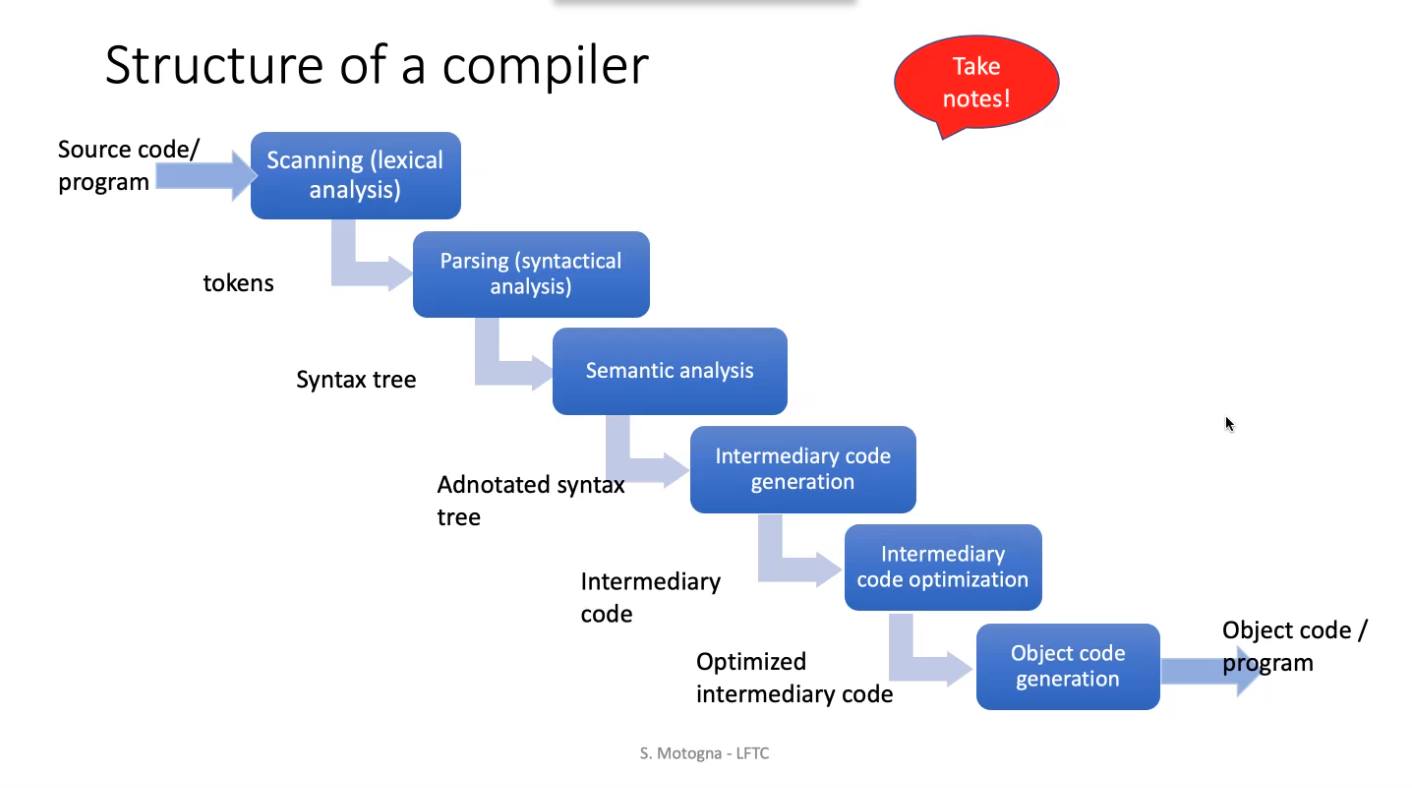 Structure of a compiler
Take
notes!
Source code/
program
Scanning (lexical
analysis)
tokens
Parsing (syntactical
analysis)
Syntax tree
Semantic analysis
Adnotated syntax
tree
Intermediary code
generation
Intermediary
code
Intermediary
code optimization
Optimized
intermediary code
Object code
generation
Object code /
program
S. Motogna - LFTC